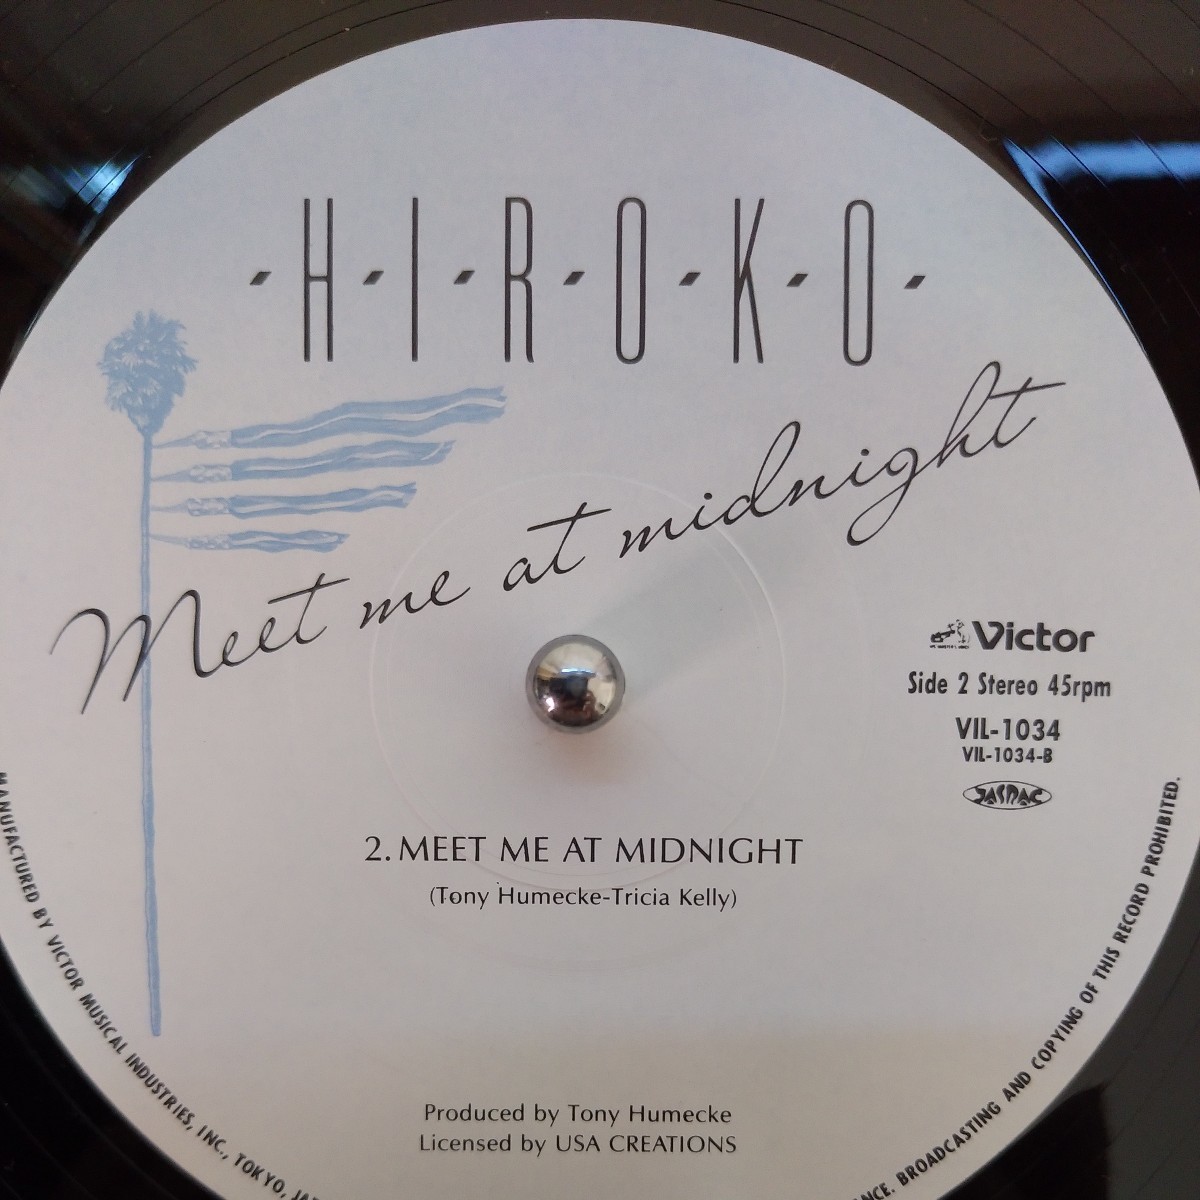 -H-I-R-O-K-O-
Meet me at midnight
Victor
Side 2 Stereo 45rpm
VIL-1034
VIL-1034-B
JASRAC
2. MEET ME AT MIDNIGHT
(Tony Humecke-Tricia Kelly)
Produced by Tony Humecke
Licensed by USA CREATIONS
MANUFACTURED BY VICTOR MUSICAL INDUSTRIES, INC., TOKYO,
BROADCASTING AND COPYING OF THIS RECORD PROHIBITED.